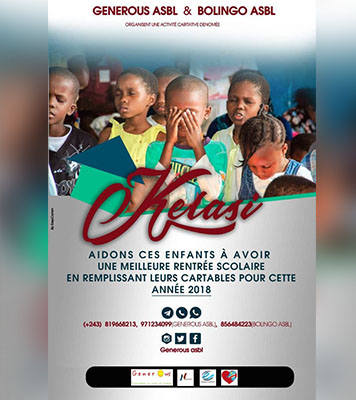 GENEROUS ASBL & BOLINGO ASBL
ORGANISENT UNE ACTIVITÉ CARITATIVE DENOMÉE
Kelasi
AIDONS CES ENFANTS À AVOIR
UNE MEILLEURE RENTRÉE SCOLAIRE
EN REMPLISSANT LEURS CARTABLES POUR CETTE
ANNÉE 2018
(+243) 819668213, 971234099(GENEROUS ASBL), 856484223(BOLINGO ASBL)
Generous asbl